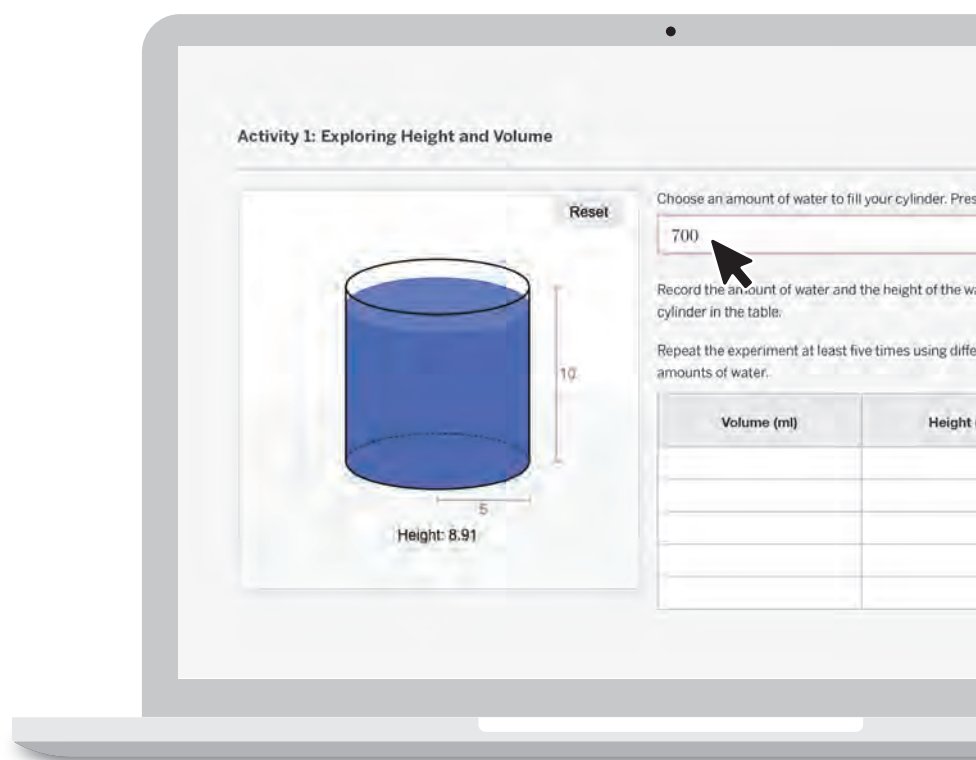 Activity 1: Exploring Height and Volume
Reset
10
5
Height: 8.91
Choose an amount of water to fill your cylinder. Pres
700
Record the amount of water and the height of the wa
cylinder in the table.
Repeat the experiment at least five times using diffe
amounts of water.
Volume (ml) Height